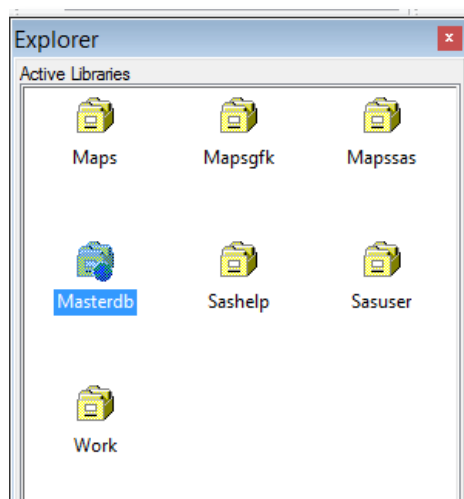 Explorer
Active Libraries
Maps
Mapsgfk
Mapssas
Masterdb
Sashelp
Sasuser
Work